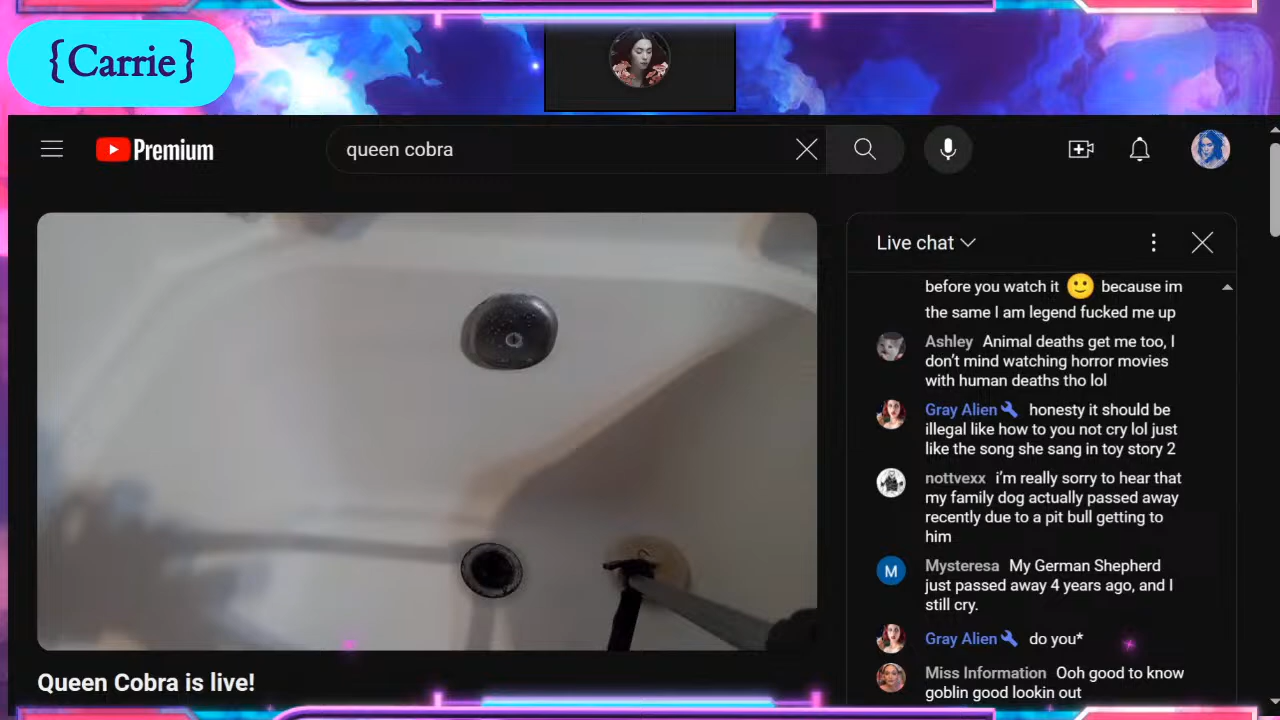 {Carrie}
Premium
queen cobra
Live chat
before you watch it 🙂 because im
the same I am legend fucked me up
Ashley Animal deaths get me too, I
don't mind watching horror movies
with human deaths tho lol
Gray Alien honesty it should be
illegal like how to you not cry lol just
like the song she sang in toy story 2
nottvexx i'm really sorry to hear that
my family dog actually passed away
recently due to a pit bull getting to
him
M
Mysteresa My German Shepherd
just passed away 4 years ago, and I
still cry.
Gray Alien do you*
Miss Information Ooh good to know
goblin good lookin out
Queen Cobra is live!